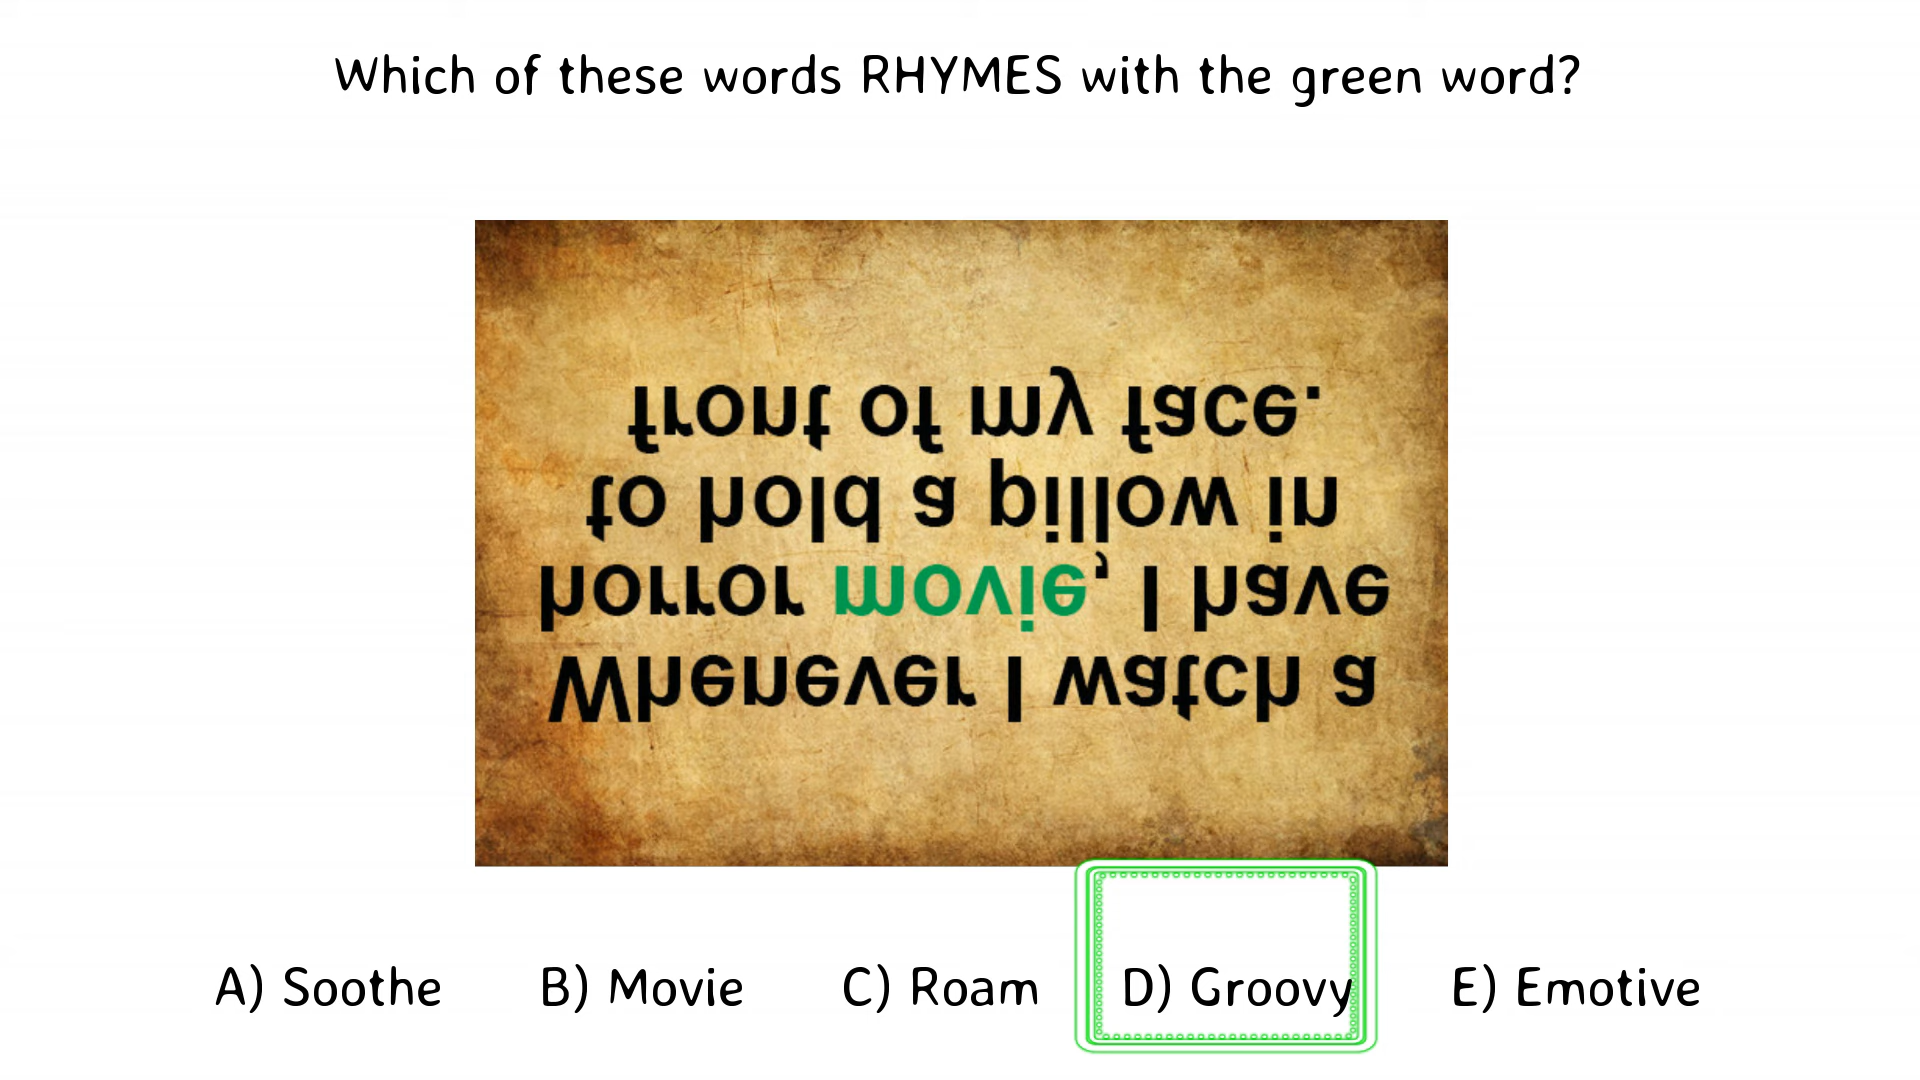 Which of these words RHYMES with the green word?
Whenever I watch a
horror movie, I have
to hold a pillow in
front of my face.
A) Soothe B) Movie C) Roam D) Groovy E) Emotive